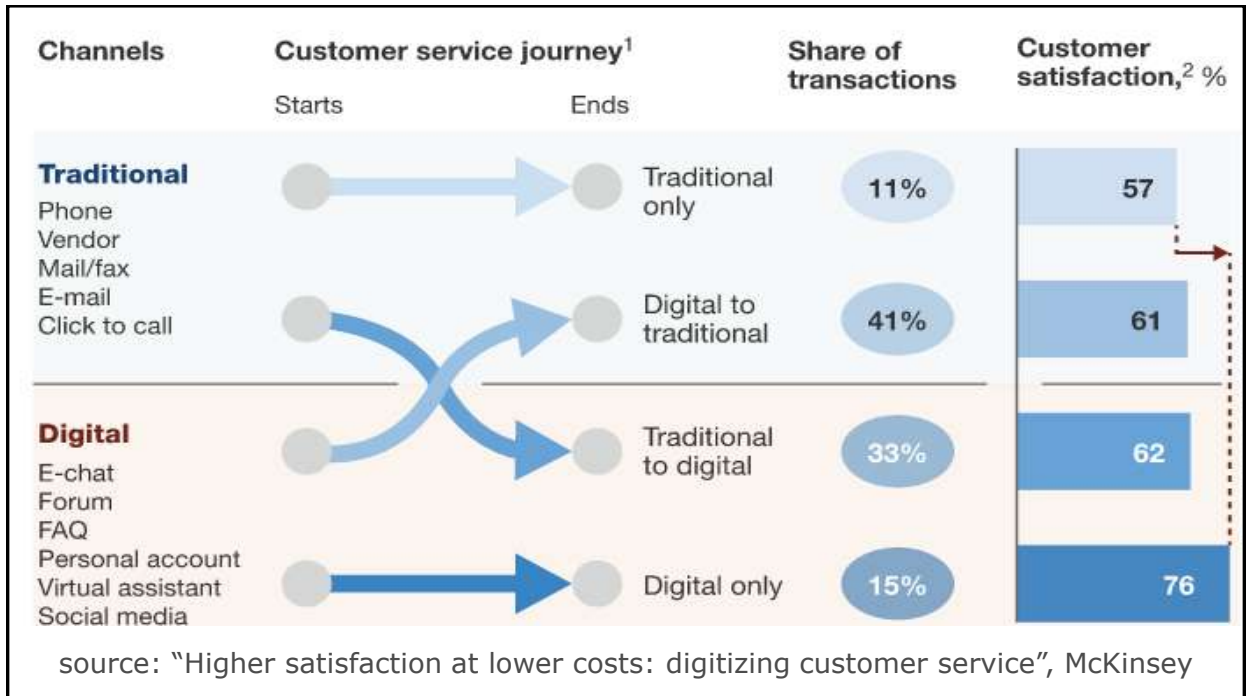 Channels
Customer service journey¹
Share of
transactions
Customer
satisfaction,² %
Starts
Ends
Traditional
Phone
Vendor
Mail/fax
E-mail
Click to call
Traditional
only
11%
57
Digital to
traditional
41%
61
Digital
E-chat
Forum
FAQ
Personal account
Virtual assistant
Social media
Traditional
to digital
33%
62
Digital only
15%
76
source: “Higher satisfaction at lower costs: digitizing customer service”, McKinsey